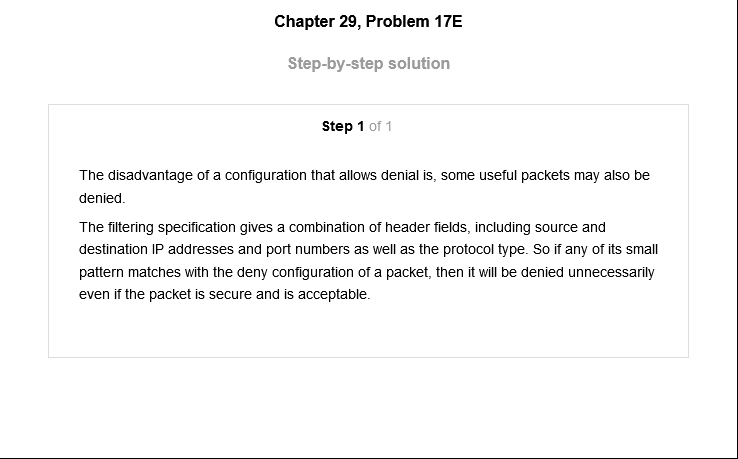 Chapter 29, Problem 17E
Step-by-step solution
Step 1 of 1
The disadvantage of a configuration that allows denial is, some useful packets may also be
denied.
The filtering specification gives a combination of header fields, including source and
destination IP addresses and port numbers as well as the protocol type. So if any of its small
pattern matches with the deny configuration of a packet, then it will be denied unnecessarily
even if the packet is secure and is acceptable.